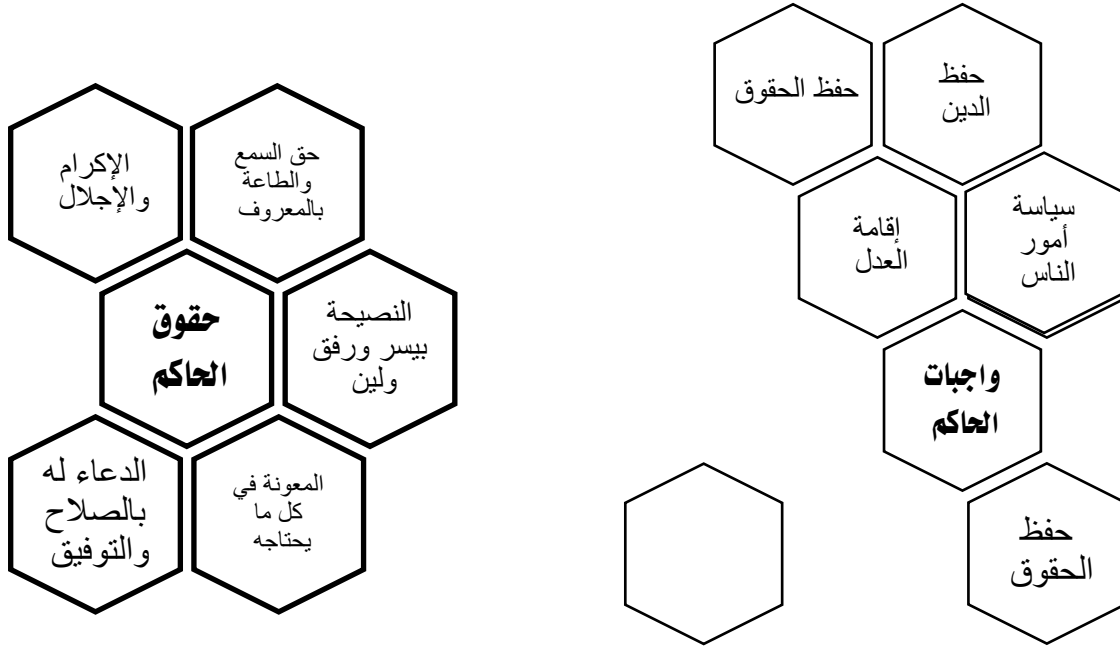 حفظ
الدين
حفظ الحقوق
سياسة
أمور
الناس
إقامة
العدل
واجبات
الحاكم
حفظ
الحقوق
حق السمع
والطاعة
بالمعروف
الإكرام
والإجلال
النصيحة
بيسر ورفق
ولين
حقوق
الحاكم
المعونة في
كل ما
يحتاجه
الدعاء له
بالصلاح
والتوفيق